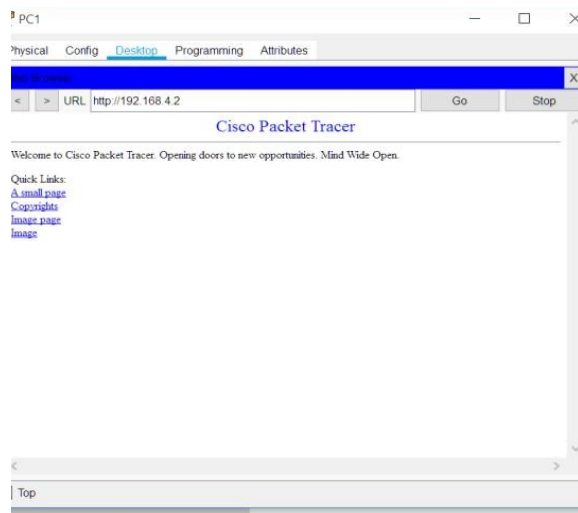 PC1
Physical Config Desktop Programming Attributes
X
< > URL http://192.168.4.2 Go Stop
Cisco Packet Tracer
Welcome to Cisco Packet Tracer. Opening doors to new opportunities. Mind Wide Open.
Quick Links:
A small page
Copyrights
Image page
Image
Top